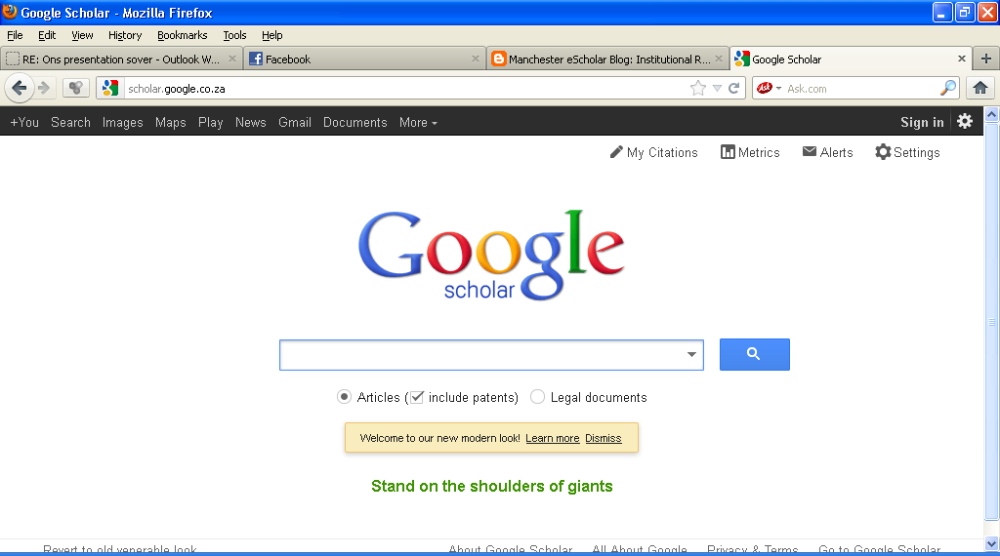 Google Scholar - Mozilla Firefox
File Edit View History Bookmarks Tools Help
RE: Ons presentation sover - Outlook W... Facebook Manchester eScholar Blog: Institutional R... Google Scholar
scholar.google.co.za Ask Ask.com
+You Search Images Maps Play News Gmail Documents More Sign in
My Citations Metrics Alerts Settings
Google
scholar
Articles ( include patents) Legal documents
Welcome to our new modern look! Learn more Dismiss
Stand on the shoulders of giants
Revert to old venerable look About Google Scholar All About Google Privacy & Terms Go to Google Scholar